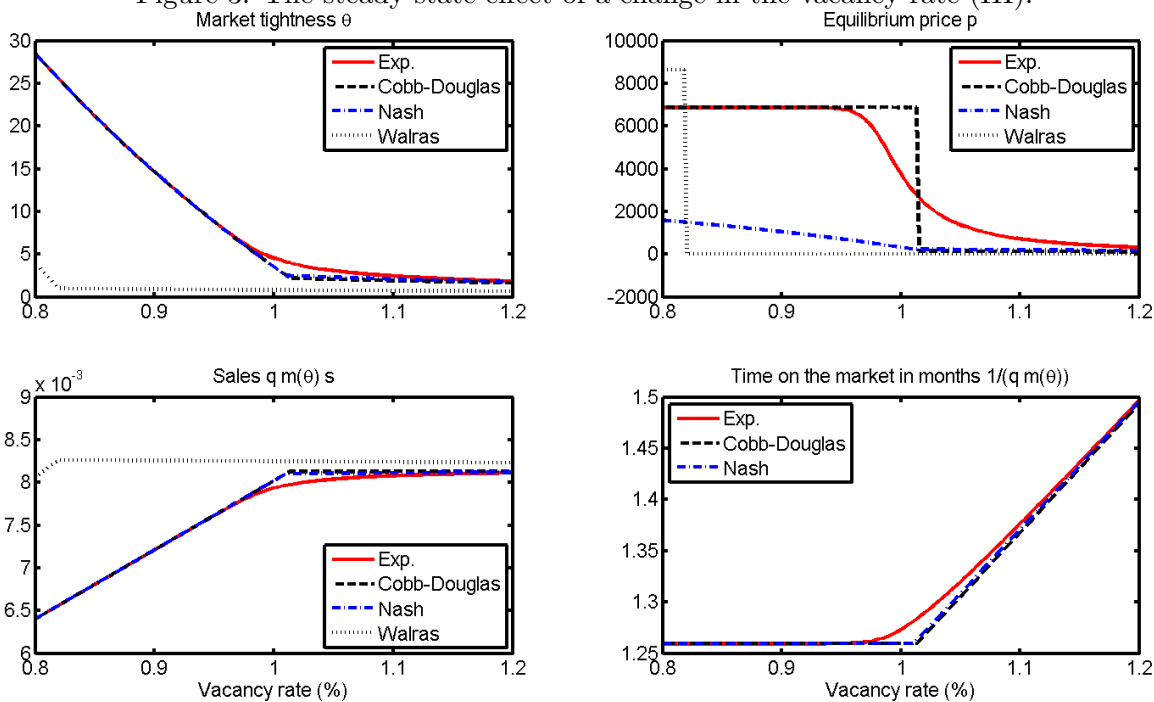 Figure 3: The steady state effect of a change in the vacancy rate (III).
Market tightness θ
30
25
20
15
10
5
0
0.8
0.9
1
1.1
1.2
Exp.
Cobb-Douglas
Nash
Walras
Equilibrium price p
10000
8000
6000
4000
2000
0
-2000
0.8
0.9
1
1.1
1.2
Exp.
Cobb-Douglas
Nash
Walras
Sales q m(θ) s
x 10⁻³
9
8.5
8
7.5
7
6.5
6
0.8
0.9
1
1.1
1.2
Vacancy rate (%)
Exp.
Cobb-Douglas
Nash
Walras
Time on the market in months 1/(q m(θ))
1.5
1.45
1.4
1.35
1.3
1.25
0.8
0.9
1
1.1
1.2
Vacancy rate (%)
Exp.
Cobb-Douglas
Nash